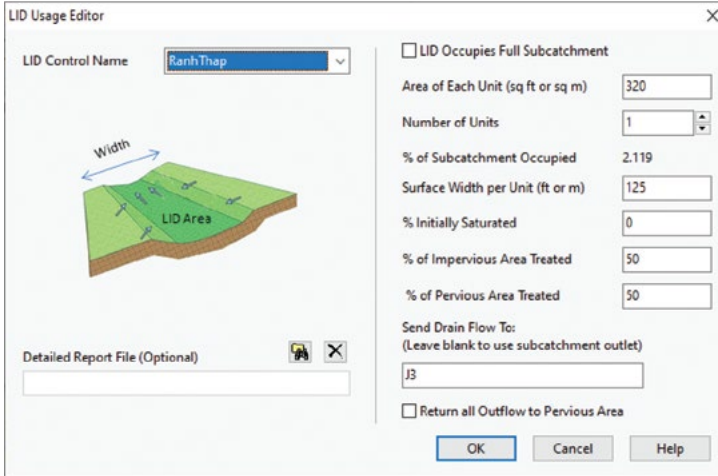 LID Usage Editor
LID Control Name
RanhThap
Width
LID Area
Detailed Report File (Optional)
LID Occupies Full Subcatchment
Area of Each Unit (sq ft or sq m) 320
Number of Units 1
% of Subcatchment Occupied 2.119
Surface Width per Unit (ft or m) 125
% Initially Saturated 0
% of Impervious Area Treated 50
% of Pervious Area Treated 50
Send Drain Flow To:
(Leave blank to use subcatchment outlet)
J3
Return all Outflow to Pervious Area
OK Cancel Help